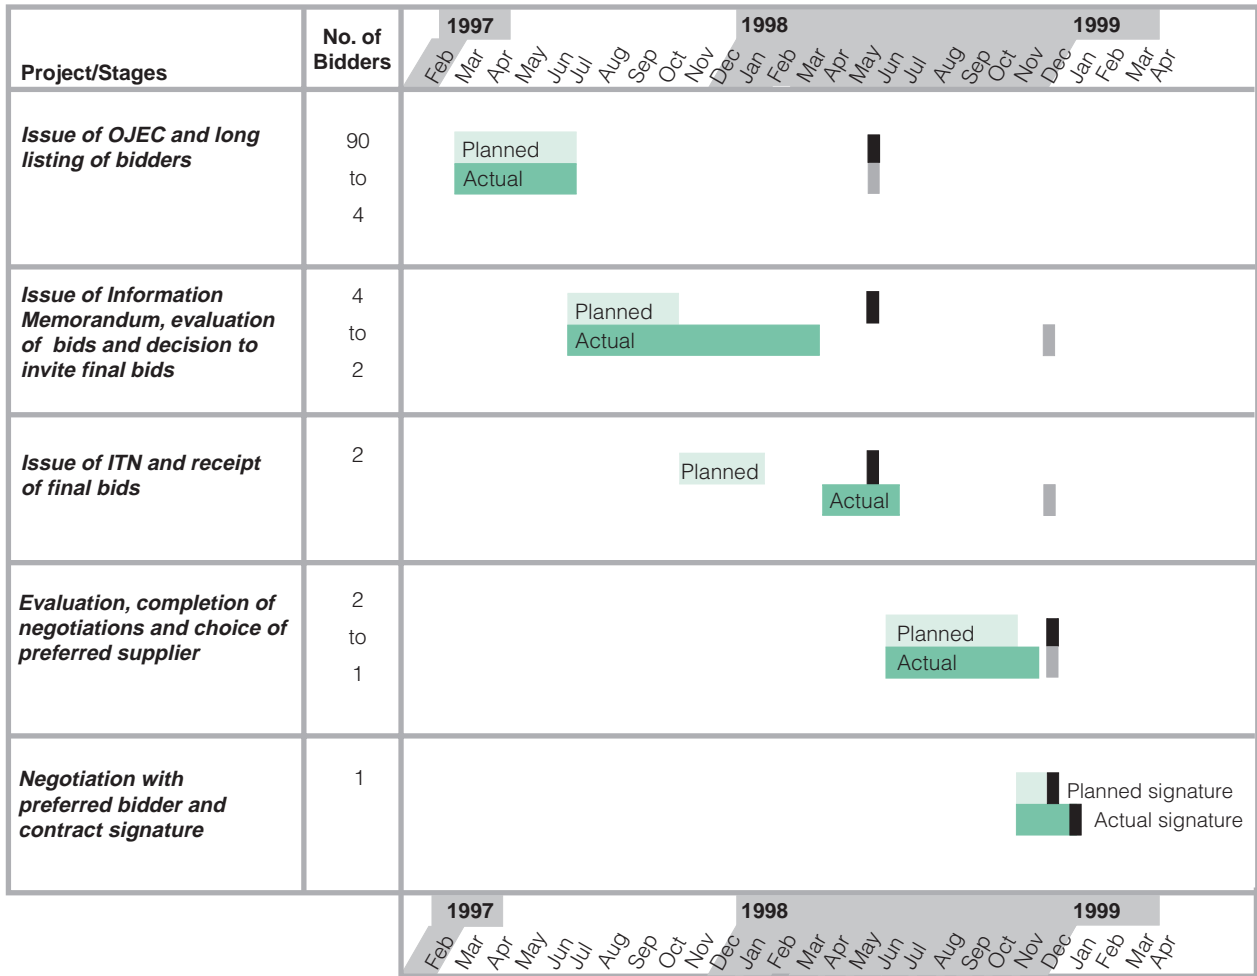 1997 1998 1999
Project/Stages
No. of
Bidders
Feb Mar Apr May Jun Jul Aug Sep Oct Nov Dec Jan Feb Mar Apr May Jun Jul Aug Sep Oct Nov Dec Jan Feb Mar Apr
Issue of OJEC and long
listing of bidders
90
to
4
Planned
Actual
Issue of Information
Memorandum, evaluation
of bids and decision to
invite final bids
4
to
2
Planned
Actual
Issue of ITN and receipt
of final bids
2
Planned
Actual
Evaluation, completion of
negotiations and choice of
preferred supplier
2
to
1
Planned
Actual
Negotiation with
preferred bidder and
contract signature
1
Planned signature
Actual signature
1997 1998 1999
Feb Mar Apr May Jun Jul Aug Sep Oct Nov Dec Jan Feb Mar Apr May Jun Jul Aug Sep Oct Nov Dec Jan Feb Mar Apr